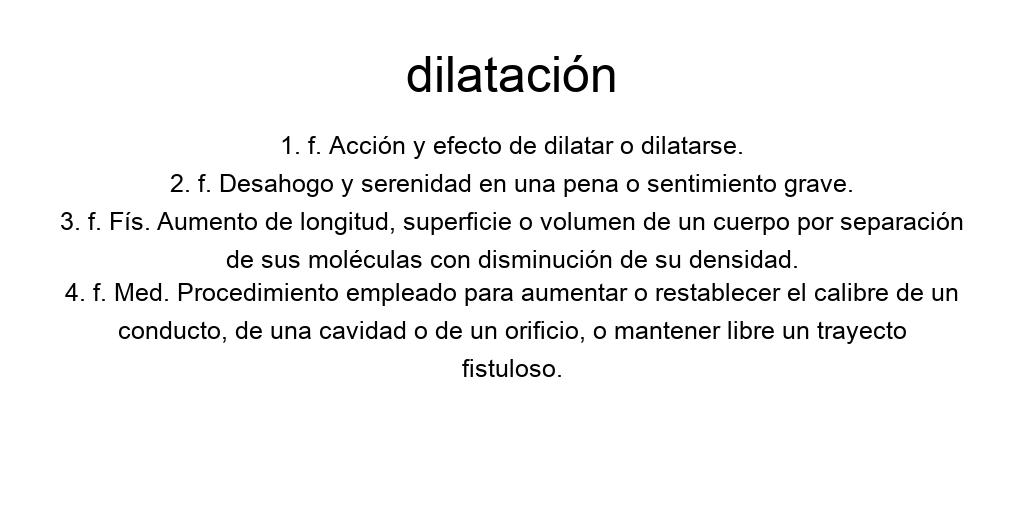 dilatación
1. f. Acción y efecto de dilatar o dilatarse.
2. f. Desahogo y serenidad en una pena o sentimiento grave.
3. f. Fís. Aumento de longitud, superficie o volumen de un cuerpo por separación
de sus moléculas con disminución de su densidad.
4. f. Med. Procedimiento empleado para aumentar o restablecer el calibre de un
conducto, de una cavidad o de un orificio, o mantener libre un trayecto
fistuloso.